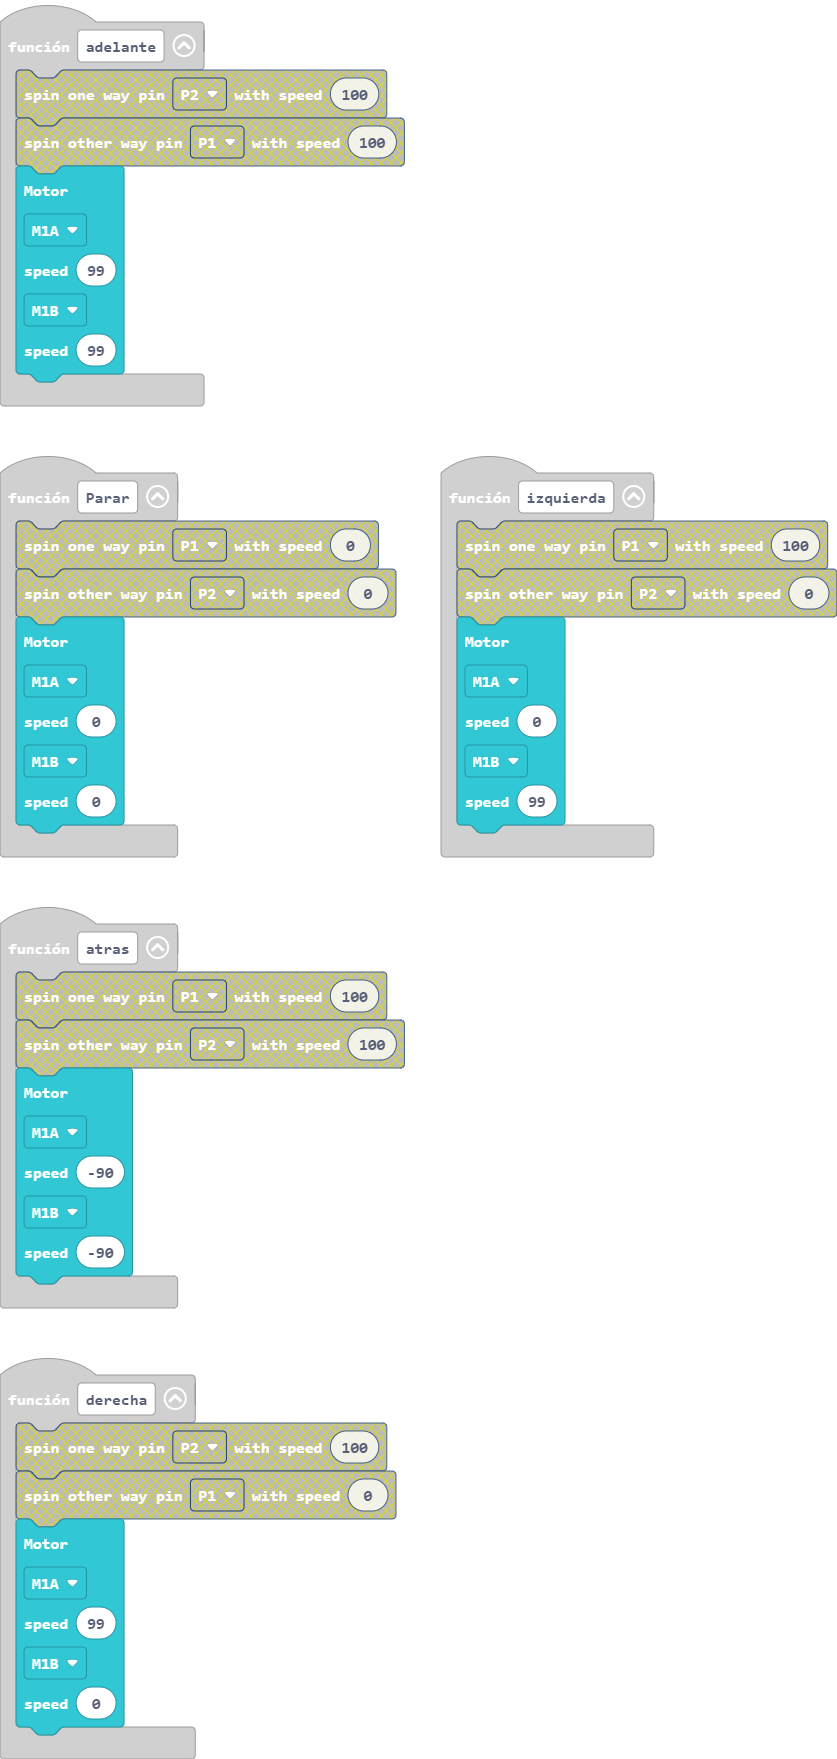 función adelante
spin one way pin P2 with speed 100
spin other way pin P1 with speed 100
Motor
M1A
speed 99
M1B
speed 99
función Parar
spin one way pin P1 with speed 0
spin other way pin P2 with speed 0
Motor
M1A
speed 0
M1B
speed 0
función izquierda
spin one way pin P1 with speed 100
spin other way pin P2 with speed 0
Motor
M1A
speed 0
M1B
speed 99
función atras
spin one way pin P1 with speed 100
spin other way pin P2 with speed 100
Motor
M1A
speed -90
M1B
speed -90
función derecha
spin one way pin P2 with speed 100
spin other way pin P1 with speed 0
Motor
M1A
speed 99
M1B
speed 0